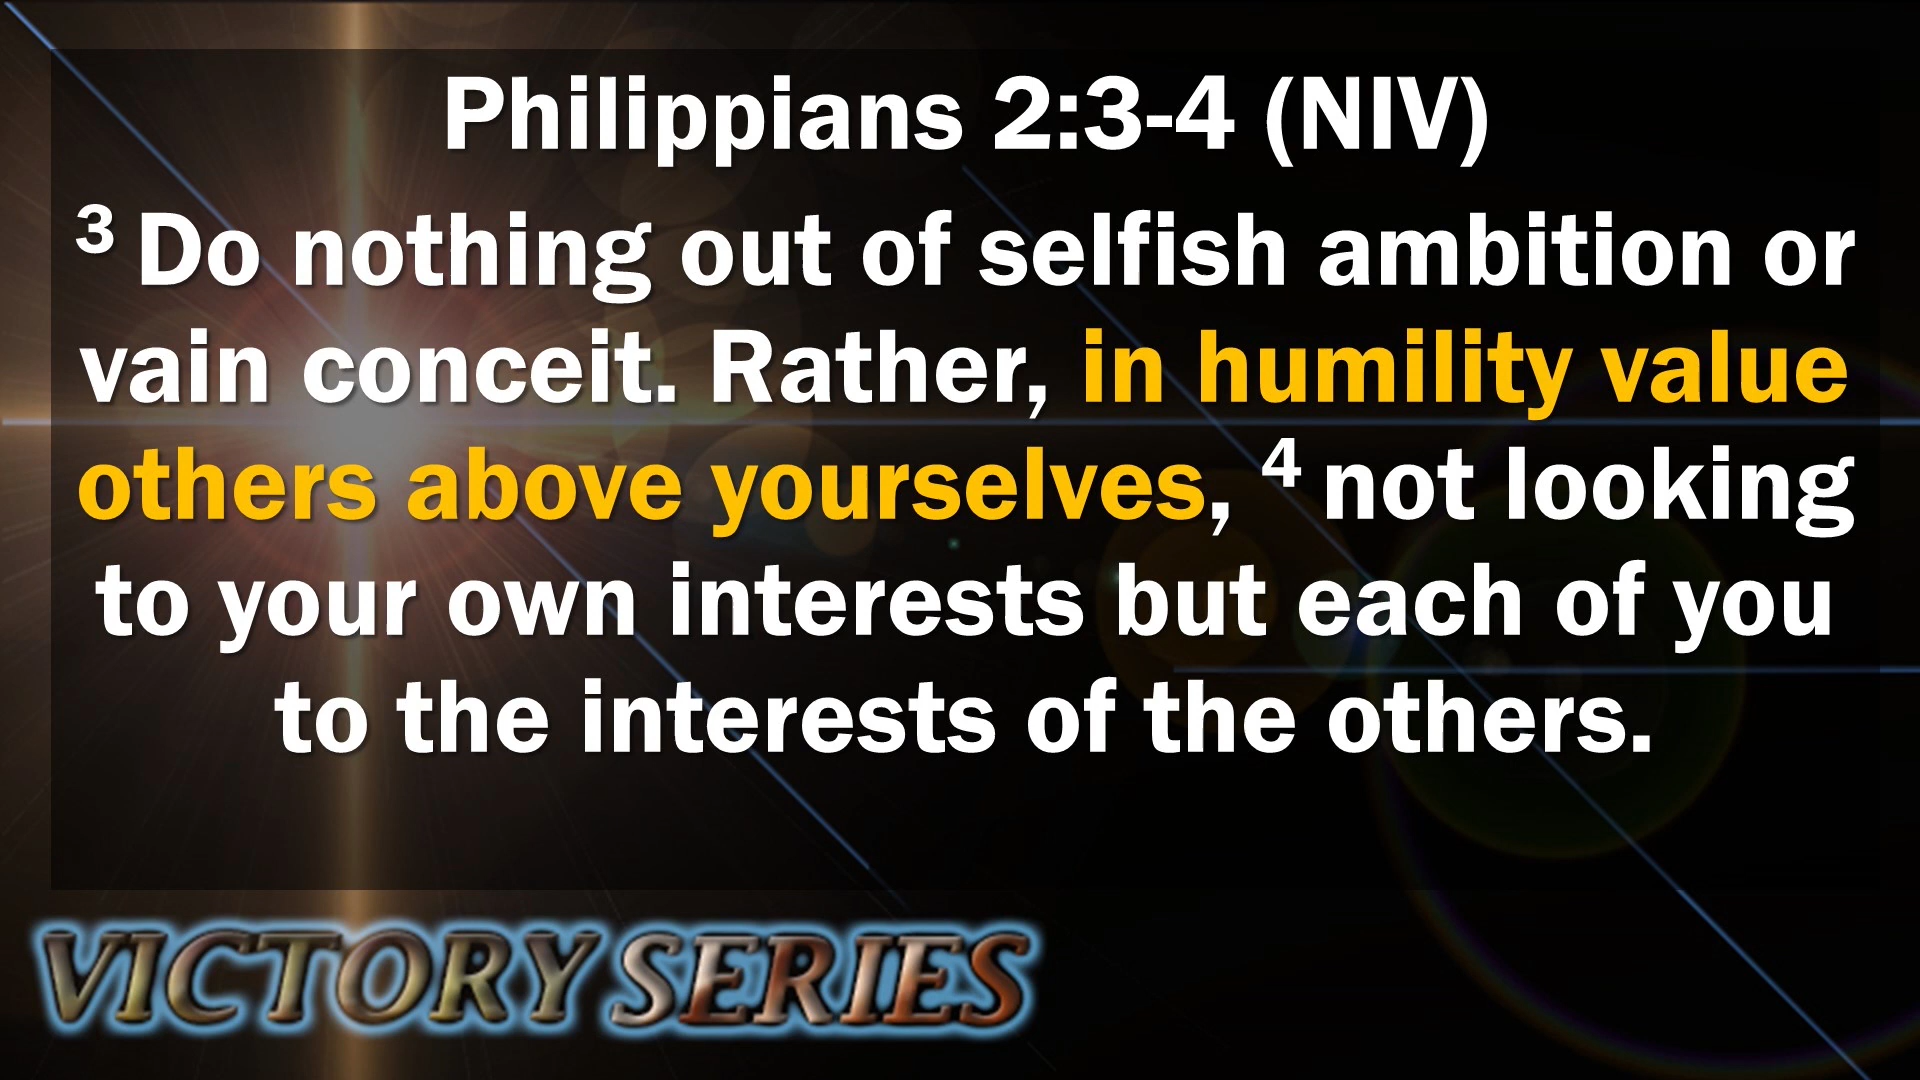 Philippians 2:3-4 (NIV)
³ Do nothing out of selfish ambition or
vain conceit. Rather, in humility value
others above yourselves, ⁴ not looking
to your own interests but each of you
to the interests of the others.
VICTORY SERIES